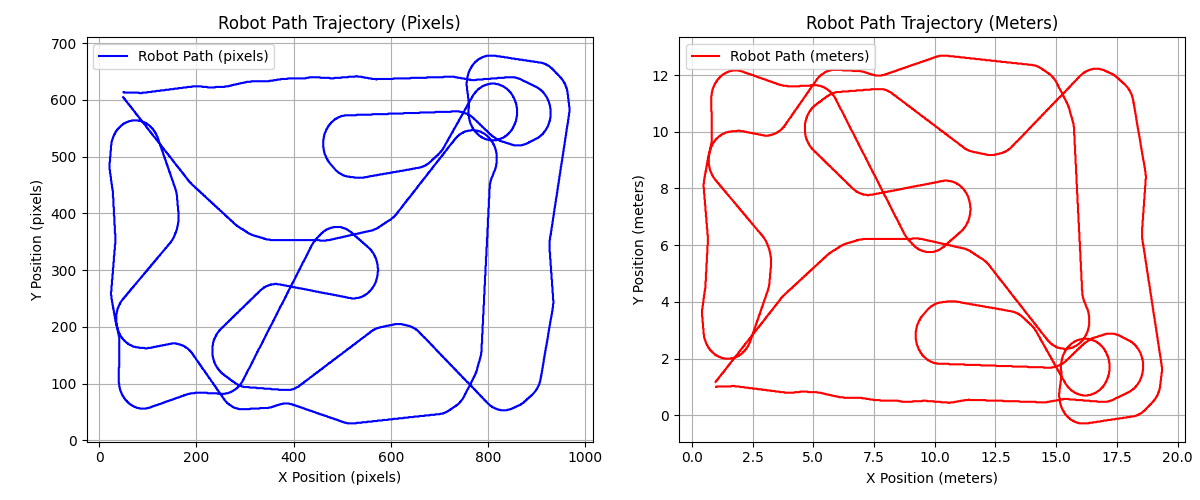 Robot Path Trajectory (Pixels)
Robot Path (pixels)
700
600
500
400
300
200
100
0
Y Position (pixels)
0 200 400 600 800 1000
X Position (pixels)
Robot Path Trajectory (Meters)
Robot Path (meters)
12
10
8
6
4
2
0
Y Position (meters)
0.0 2.5 5.0 7.5 10.0 12.5 15.0 17.5 20.0
X Position (meters)